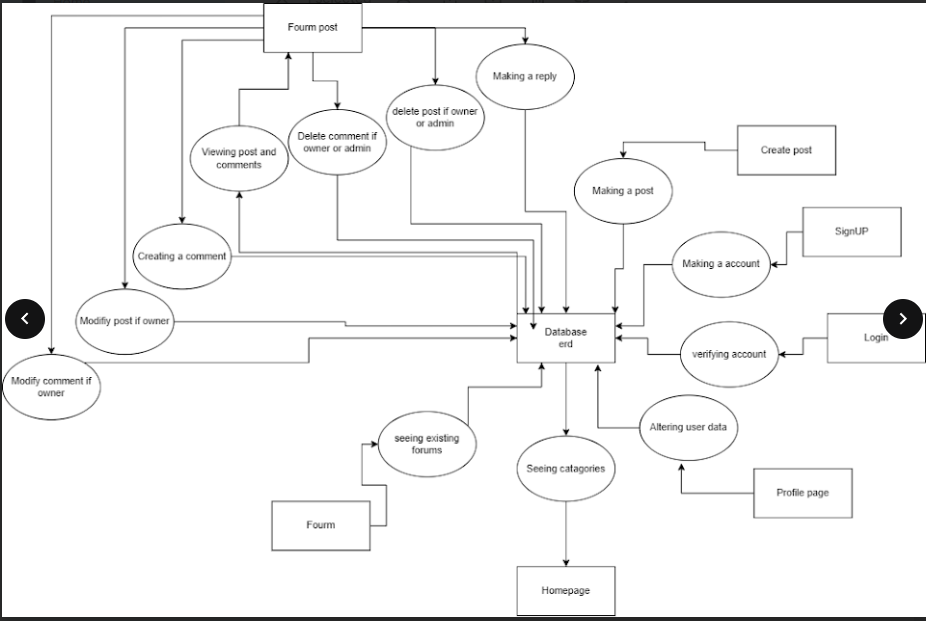 Fourm post
Making a reply
delete post if owner
or admin
Delete comment if
owner or admin
Viewing post and
comments
Create post
Making a post
SignUP
Creating a comment
Making a account
Modifiy post if owner
Database
erd
Login
verifying account
Modify comment if
owner
Altering user data
seeing existing
forums
Seeing catagories
Profile page
Fourm
Homepage